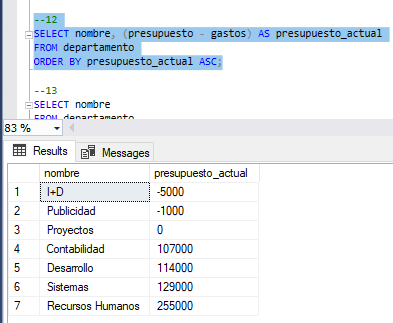 --12
SELECT nombre, (presupuesto - gastos) AS presupuesto_actual
FROM departamento
ORDER BY presupuesto_actual ASC;
--13
SELECT nombre
FROM departamento
83 %
Results Messages
nombre presupuesto_actual
1 I+D -5000
2 Publicidad -1000
3 Proyectos 0
4 Contabilidad 107000
5 Desarrollo 114000
6 Sistemas 129000
7 Recursos Humanos 255000